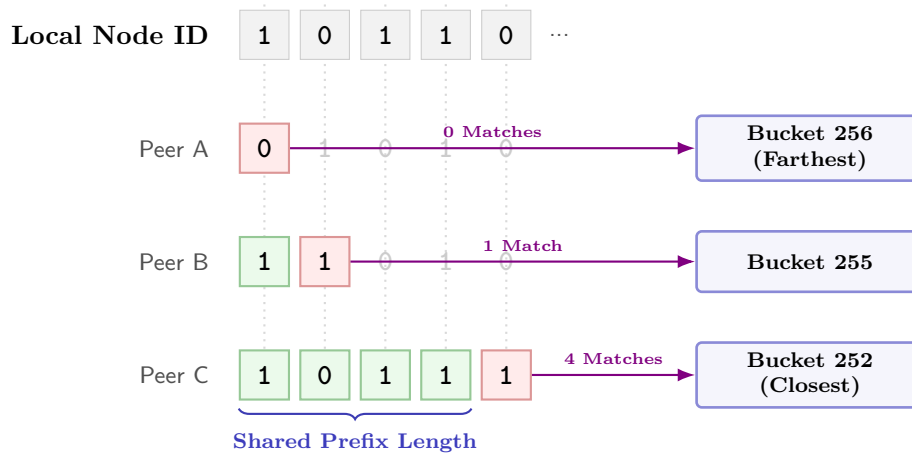 Local Node ID 1 0 1 1 0 ...
Peer A 0 1 0 1 0 0 Matches Bucket 256
(Farthest)
Peer B 1 1 0 1 0 1 Match Bucket 255
Peer C 1 0 1 1 1 4 Matches Bucket 252
(Closest)
Shared Prefix Length